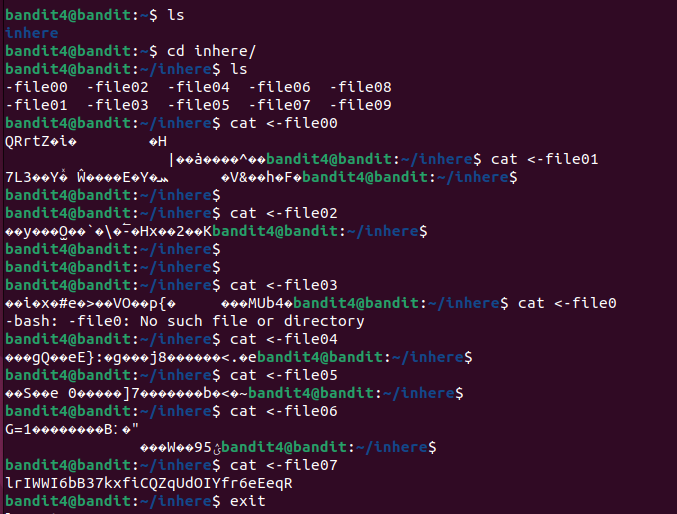 bandit4@bandit:~$ ls
inhere
bandit4@bandit:~$ cd inhere/
bandit4@bandit:~/inhere$ ls
-file00  -file02  -file04  -file06  -file08
-file01  -file03  -file05  -file07  -file09
bandit4@bandit:~/inhere$ cat <-file00
QRrtZ�i�         �H
|��ȧ����^��bandit4@bandit:~/inhere$ cat <-file01
7L3��Y� Ŵ����E�Y� �V&��h�F�bandit4@bandit:~/inhere$
bandit4@bandit:~/inhere$
bandit4@bandit:~/inhere$ cat <-file02
��y���Q��`�\�-�Hx��2��Kbandit4@bandit:~/inhere$
bandit4@bandit:~/inhere$
bandit4@bandit:~/inhere$
bandit4@bandit:~/inhere$ cat <-file03
��i�x�#e�>��VO��p{�      ���MUb4�bandit4@bandit:~/inhere$ cat <-file0
-bash: -file0: No such file or directory
bandit4@bandit:~/inhere$ cat <-file04
���gQ��eE}:�g���j8������<.�ebandit4@bandit:~/inhere$
bandit4@bandit:~/inhere$ cat <-file05
��S��e 0�����]7�������b�<�~bandit4@bandit:~/inhere$
bandit4@bandit:~/inhere$ cat <-file06
G=1��������B: �"
���W��95bandit4@bandit:~/inhere$
bandit4@bandit:~/inhere$ cat <-file07
lrIWWI6bB37kxfiCQZqUdOIYfr6eEeqR
bandit4@bandit:~/inhere$ exit